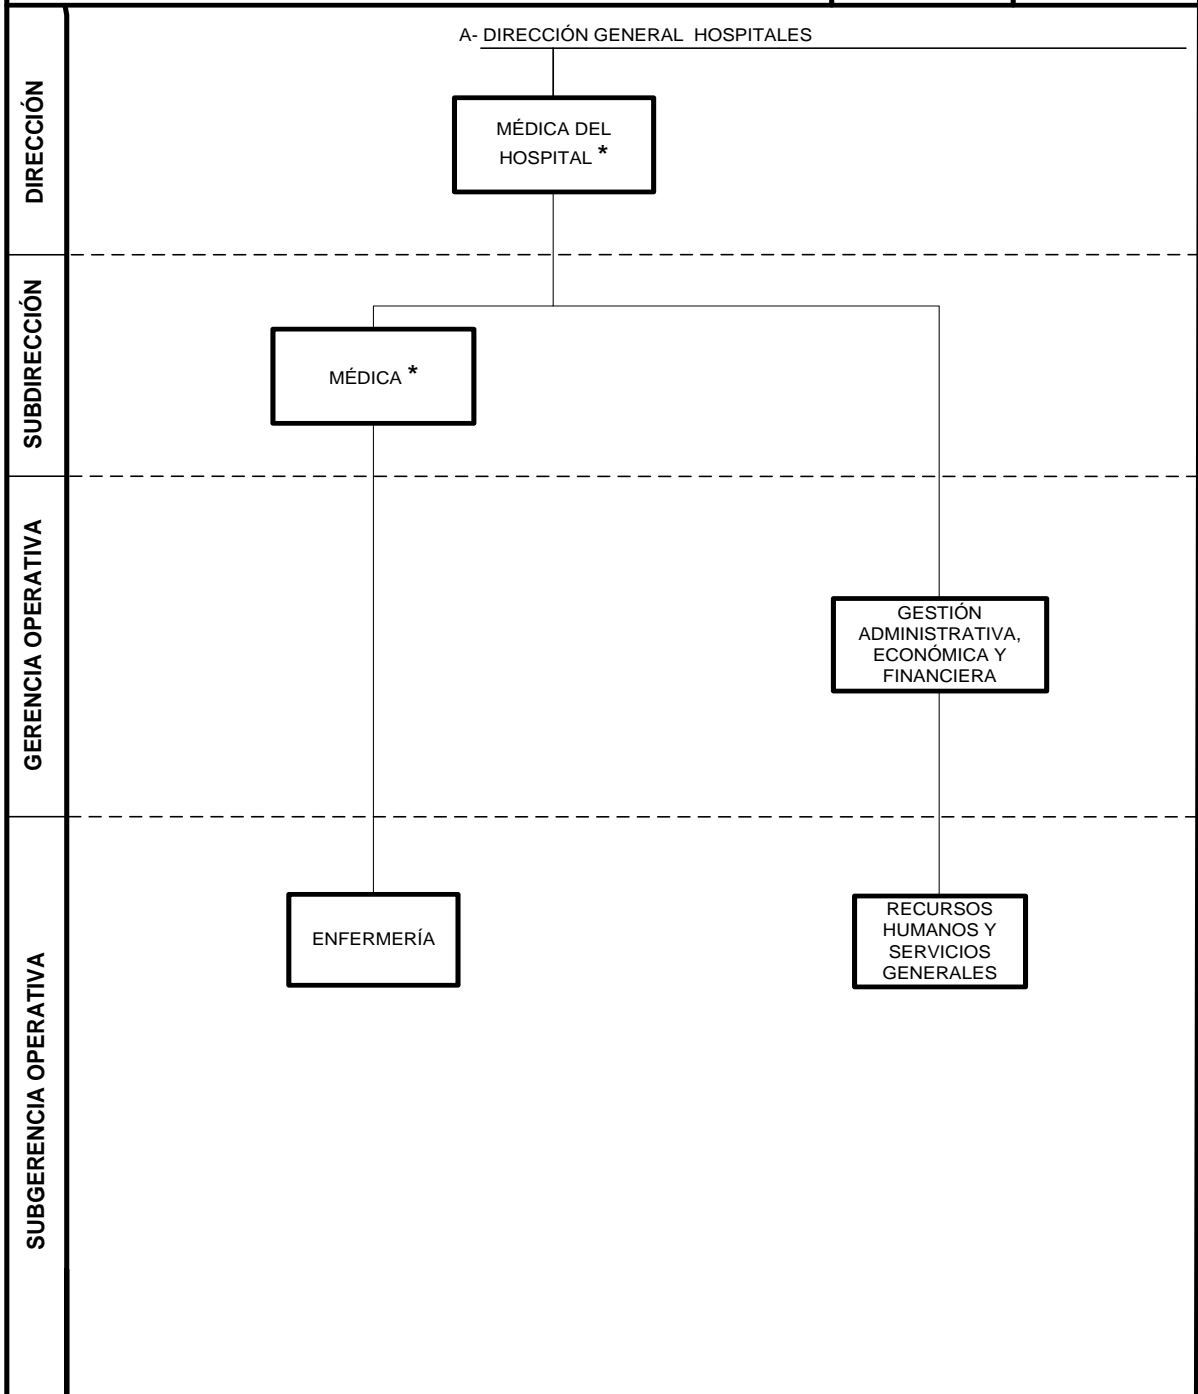 A- DIRECCIÓN GENERAL  HOSPITALES
DIRECCIÓN
MÉDICA DEL
HOSPITAL *
SUBDIRECCIÓN
MÉDICA *
GERENCIA OPERATIVA
GESTIÓN
ADMINISTRATIVA,
ECONÓMICA Y
FINANCIERA
SUBGERENCIA OPERATIVA
ENFERMERÍA
RECURSOS
HUMANOS Y
SERVICIOS
GENERALES